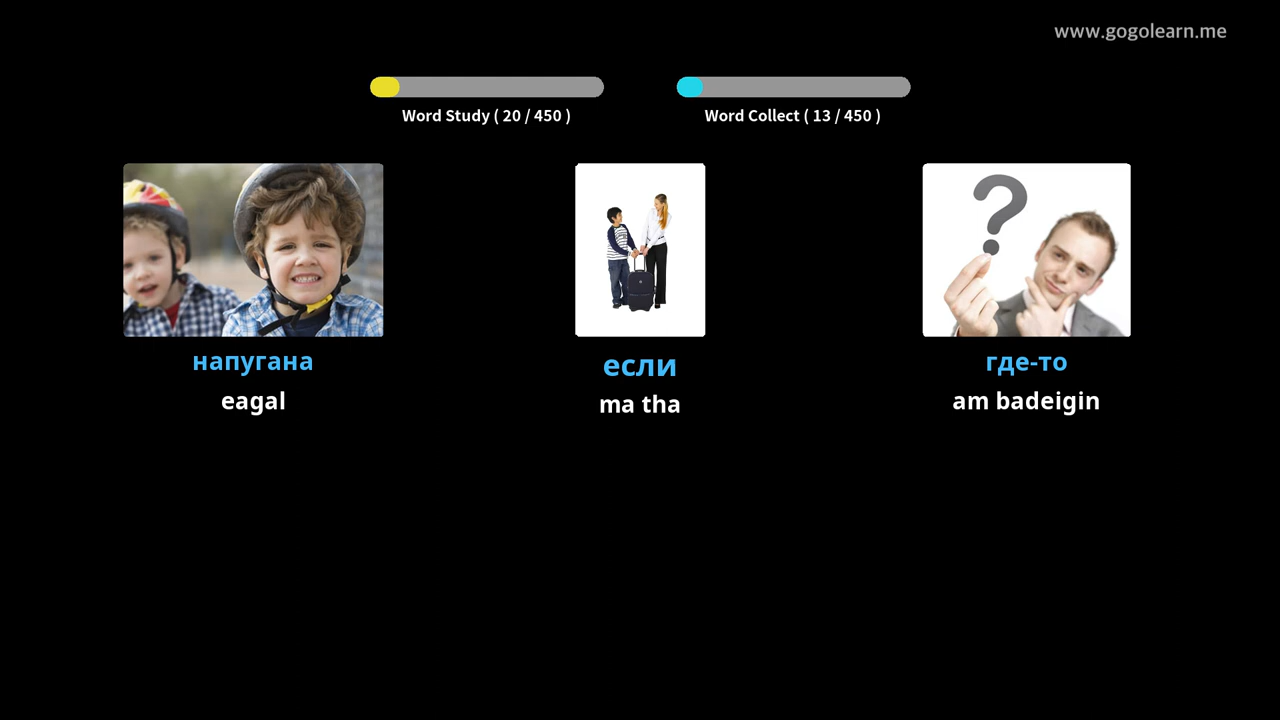 www.gogolearn.me
Word Study ( 20 / 450 )
Word Collect ( 13 / 450 )
напугана
если
где-то
eagal
ma tha
am badeigin